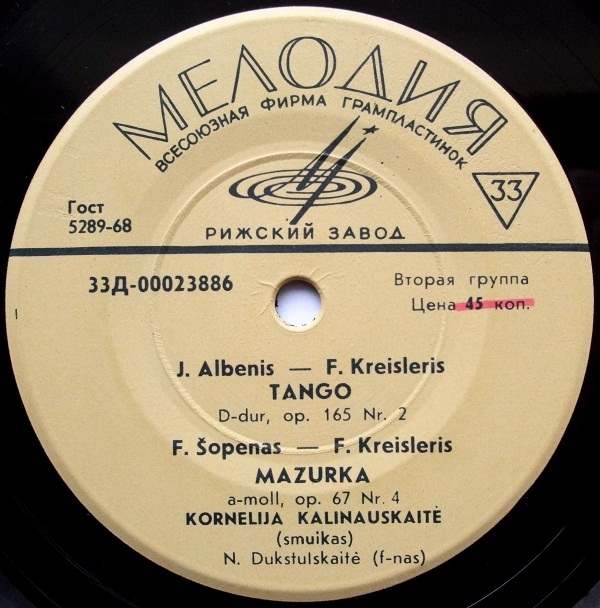 МЕЛОДИЯ
ВСЕСОЮЗНАЯ ФИРМА ГРАМПЛАСТИНОК
33
Гост
5289-68
РИЖСКИЙ ЗАВОД
33Д-00023886
Вторая группа
Цена 45 коп.
J. Albenis — F. Kreisleris
TANGO
D-dur, op. 165 Nr. 2
F. Šopenas — F. Kreisleris
MAZURKA
a-moll, op. 67 Nr. 4
KORNELIJA KALINAUSKAITĖ
(smuikas)
N. Dukstulskaitė (f-nas)